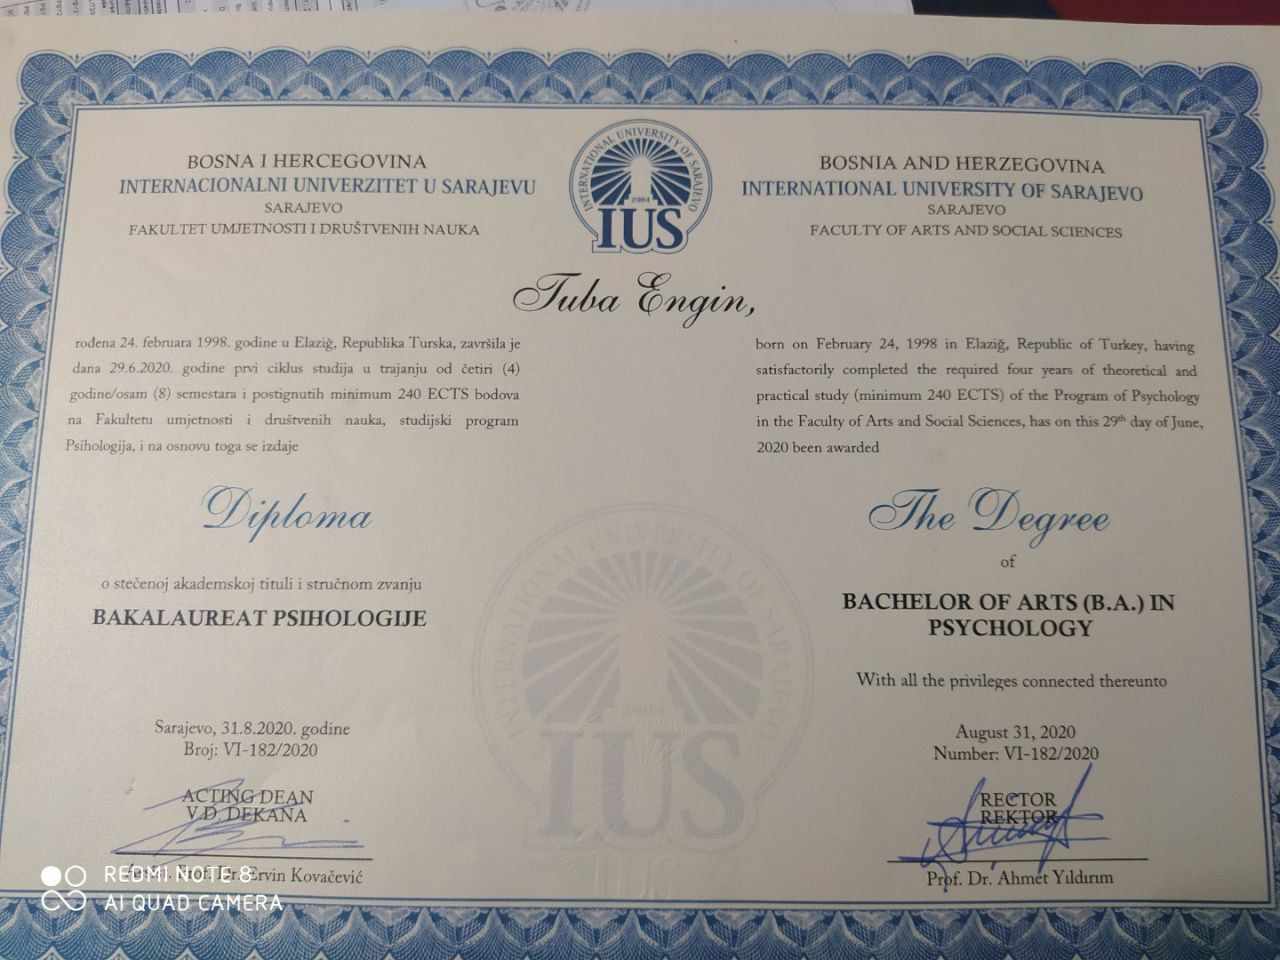 BOSNA I HERCEGOVINA
INTERNACIONALNI UNIVERZITET U SARAJEVU
SARAJEVO
FAKULTET UMJETNOSTI I DRUŠTVENIH NAUKA
INTERNATIONAL UNIVERSITY OF SARAJEVO
2004
IUS
BOSNIA AND HERZEGOVINA
INTERNATIONAL UNIVERSITY OF SARAJEVO
SARAJEVO
FACULTY OF ARTS AND SOCIAL SCIENCES
Tuba Engin,
rođena 24. februara 1998. godine u Elaziğ, Republika Turska, završila je
dana 29.6.2020. godine prvi ciklus studija u trajanju od četiri (4)
godine/osam (8) semestara i postignutih minimum 240 ECTS bodova
na Fakultetu umjetnosti i društvenih nauka, studijski program
Psihologija, i na osnovu toga se izdaje
Diploma
o stečenoj akademskoj tituli i stručnom zvanju
BAKALAUREAT PSIHOLOGIJE
Sarajevo, 31.8.2020. godine
Broj: VI-182/2020
ACTING DEAN
V.D. DEKANA
Prof. Dr. Ervin Kovačević
born on February 24, 1998 in Elaziğ, Republic of Turkey, having
satisfactorily completed the required four years of theoretical and
practical study (minimum 240 ECTS) of the Program of Psychology
in the Faculty of Arts and Social Sciences, has on this 29th day of June,
2020 been awarded
The Degree
of
BACHELOR OF ARTS (B.A.) IN
PSYCHOLOGY
With all the privileges connected thereunto
August 31, 2020
Number: VI-182/2020
RECTOR
REKTOR
Prof. Dr. Ahmet Yıldırım
INTERNATIONAL UNIVERSITY OF SARAJEVO
IUS
REDMI NOTE 8
AI QUAD CAMERA